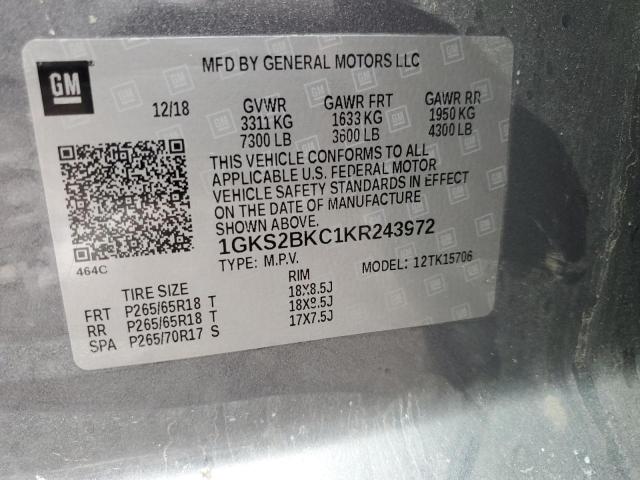 GM
MFD BY GENERAL MOTORS LLC
12/18 GVWR GAWR FRT GAWR RR
3311 KG 1633 KG 1950 KG
7300 LB 3600 LB 4300 LB
THIS VEHICLE CONFORMS TO ALL
APPLICABLE U.S. FEDERAL MOTOR
VEHICLE SAFETY STANDARDS IN EFFECT
ON THE DATE OF MANUFACTURE
SHOWN ABOVE.
1GKS2BKC1KR243972
464C TYPE: M.P.V. MODEL: 12TK15706
TIRE SIZE RIM
FRT P265/65R18 T 18X8.5J
RR P265/65R18 T 18X8.5J
SPA P265/70R17 S 17X7.5J